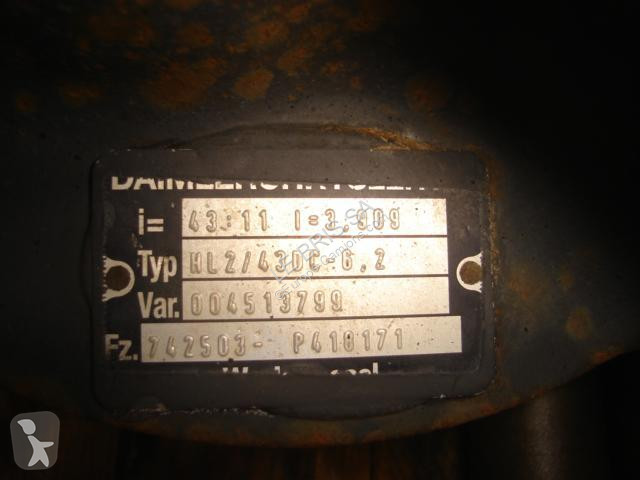 DAIMLERCHRYSLER
i= 43:11 I=3,909
Typ HL2/43DC-6,2
Var. 004513799
Fz. 742503- P418171